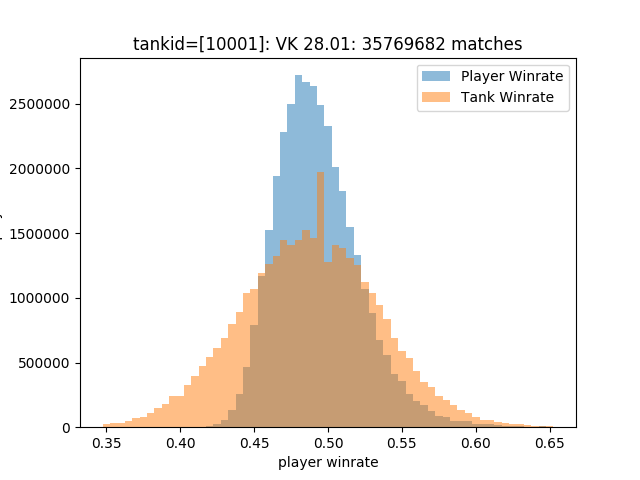 tankid=[10001]: VK 28.01: 35769682 matches
Player Winrate
Tank Winrate
2500000
2000000
1500000
1000000
500000
0
0.35 0.40 0.45 0.50 0.55 0.60 0.65
player winrate